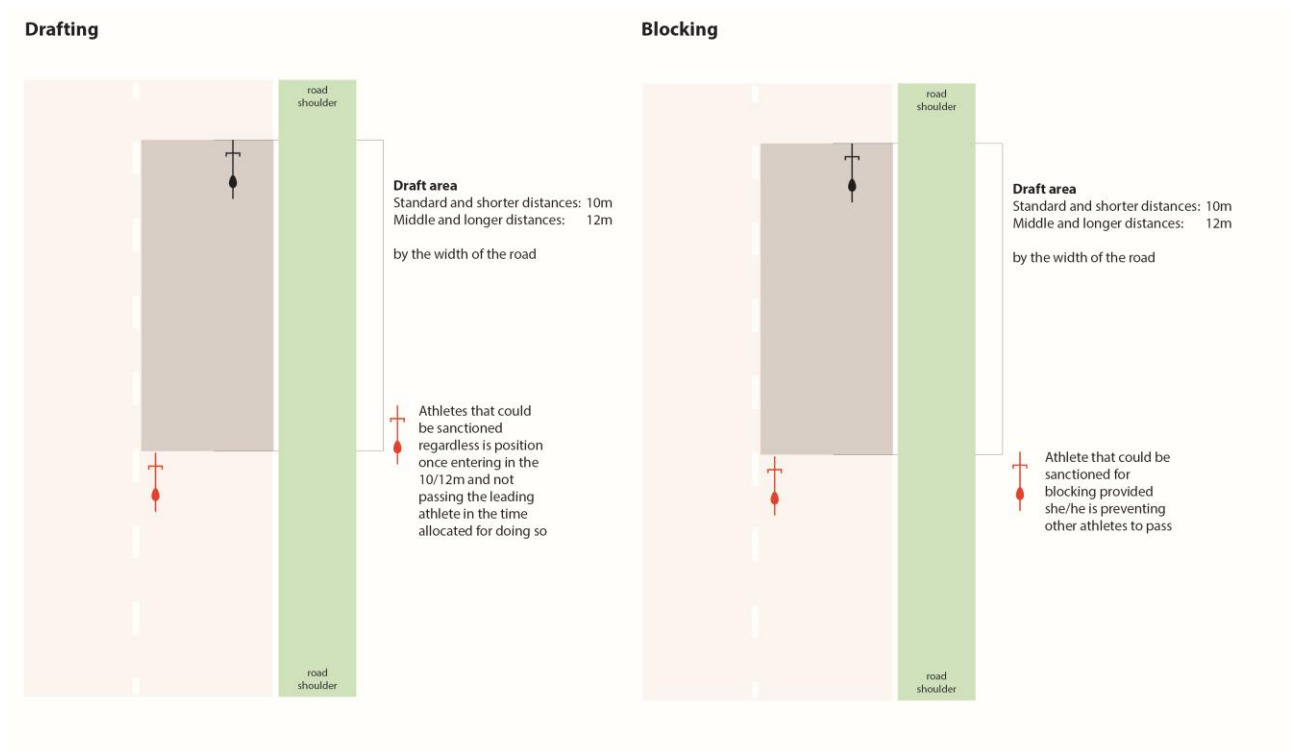 Drafting
road
shoulder
Draft area
Standard and shorter distances: 10m
Middle and longer distances: 12m
by the width of the road
Athletes that could
be sanctioned
regardless is position
once entering in the
10/12m and not
passing the leading
athlete in the time
allocated for doing so
road
shoulder
Blocking
road
shoulder
Draft area
Standard and shorter distances: 10m
Middle and longer distances: 12m
by the width of the road
Athlete that could be
sanctioned for
blocking provided
she/he is preventing
other athletes to pass
road
shoulder